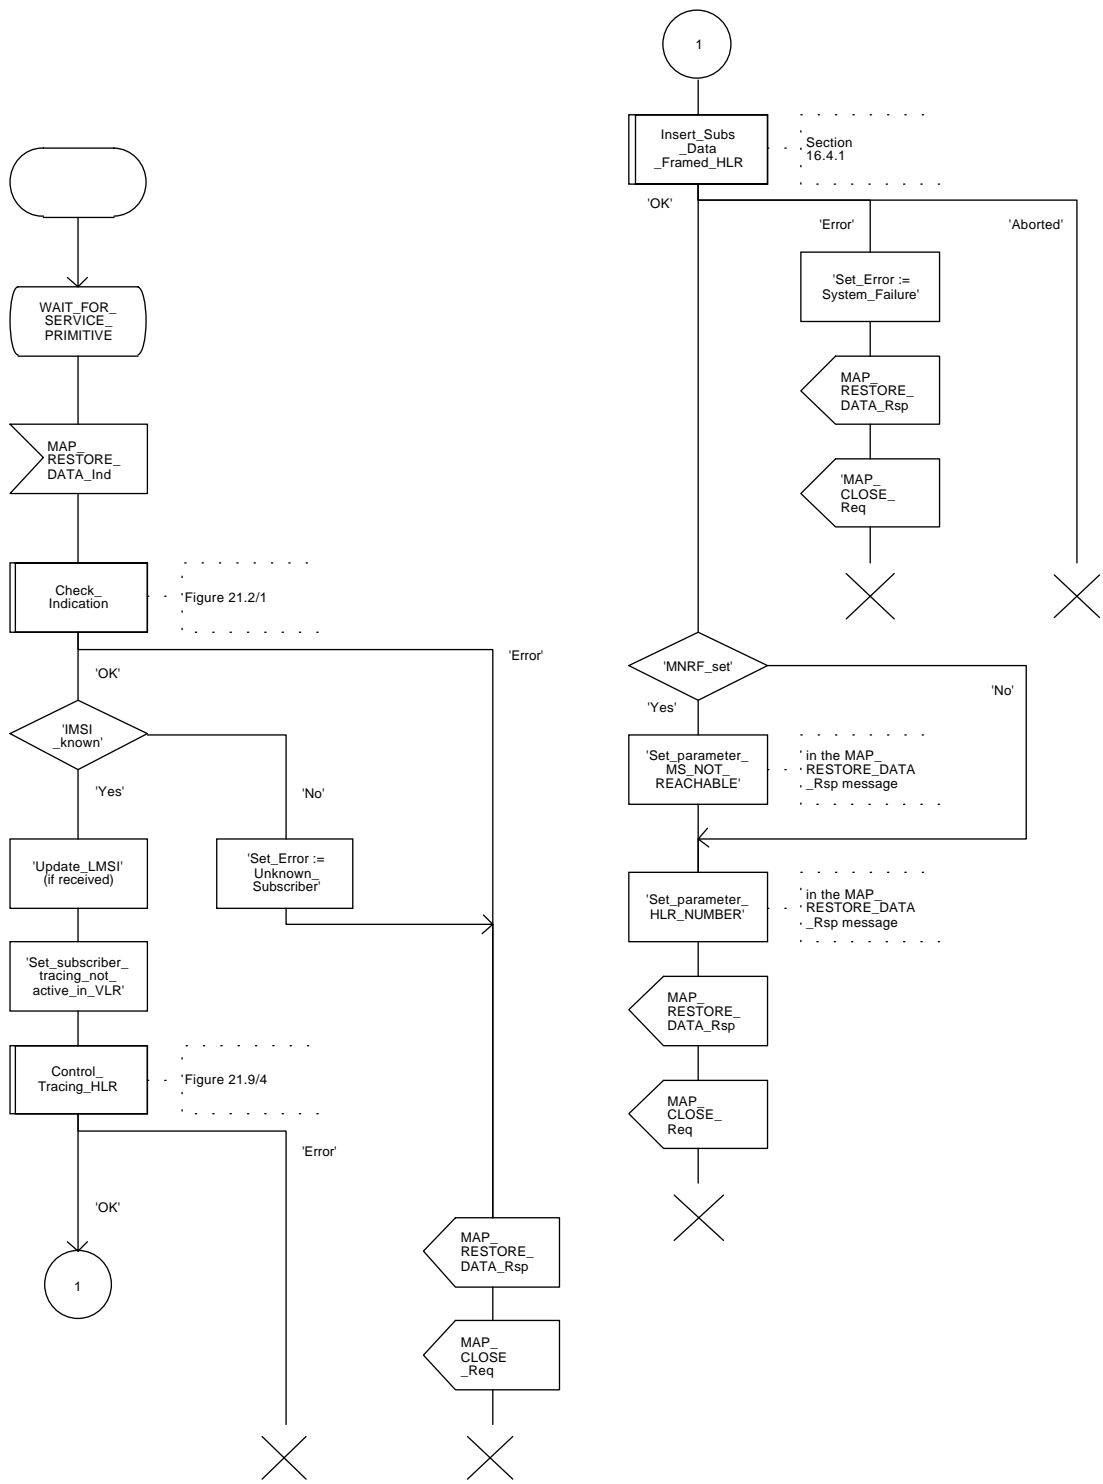 WAIT_FOR_
SERVICE_
PRIMITIVE
MAP_
RESTORE_
DATA_Ind
Check_
Indication
Figure 21.2/1
'Error'
'OK'
'IMSI
_known'
'Yes'
'No'
'Update_LMSI'
(if received)
'Set_Error :=
Unknown_
Subscriber'
'Set_subscriber_
tracing_not_
active_in_VLR'
Control_
Tracing_HLR
Figure 21.9/4
'Error'
'OK'
1
MAP_
RESTORE_
DATA_Rsp
MAP_
CLOSE
_Req
1
Insert_Subs
_Data
_Framed_HLR
Section
16.4.1
'OK'
'Error'
'Aborted'
'Set_Error :=
System_Failure'
MAP_
RESTORE_
DATA_Rsp
'MAP_
CLOSE_
Req
'MNRF_set'
'No'
'Yes'
'Set_parameter_
MS_NOT_
REACHABLE'
in the MAP_
RESTORE_DATA
_Rsp message
'Set_parameter_
HLR_NUMBER'
in the MAP_
RESTORE_DATA
_Rsp message
MAP_
RESTORE_
DATA_Rsp
MAP_
CLOSE_
Req